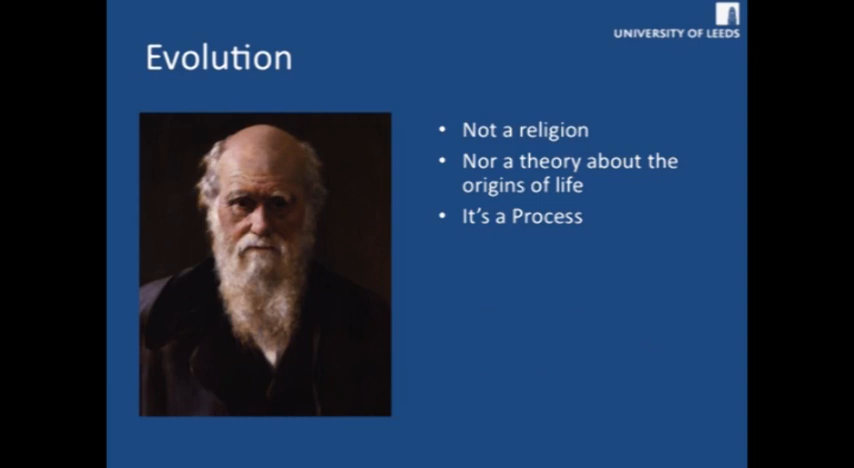 UNIVERSITY OF LEEDS
Evolution
• Not a religion
• Nor a theory about the
origins of life
• It's a Process